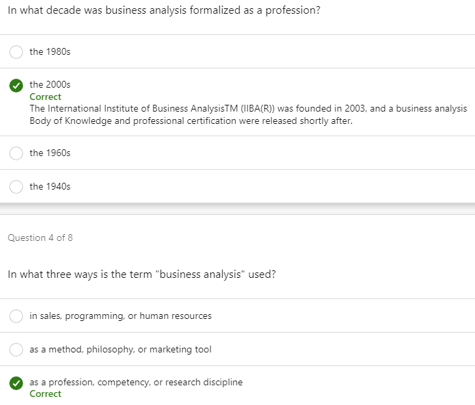 In what decade was business analysis formalized as a profession?
the 1980s
the 2000s
Correct
The International Institute of Business AnalysisTM (IIBA(R)) was founded in 2003, and a business analysis
Body of Knowledge and professional certification were released shortly after.
the 1960s
the 1940s
Question 4 of 8
In what three ways is the term "business analysis" used?
in sales, programming, or human resources
as a method, philosophy, or marketing tool
as a profession, competency, or research discipline
Correct